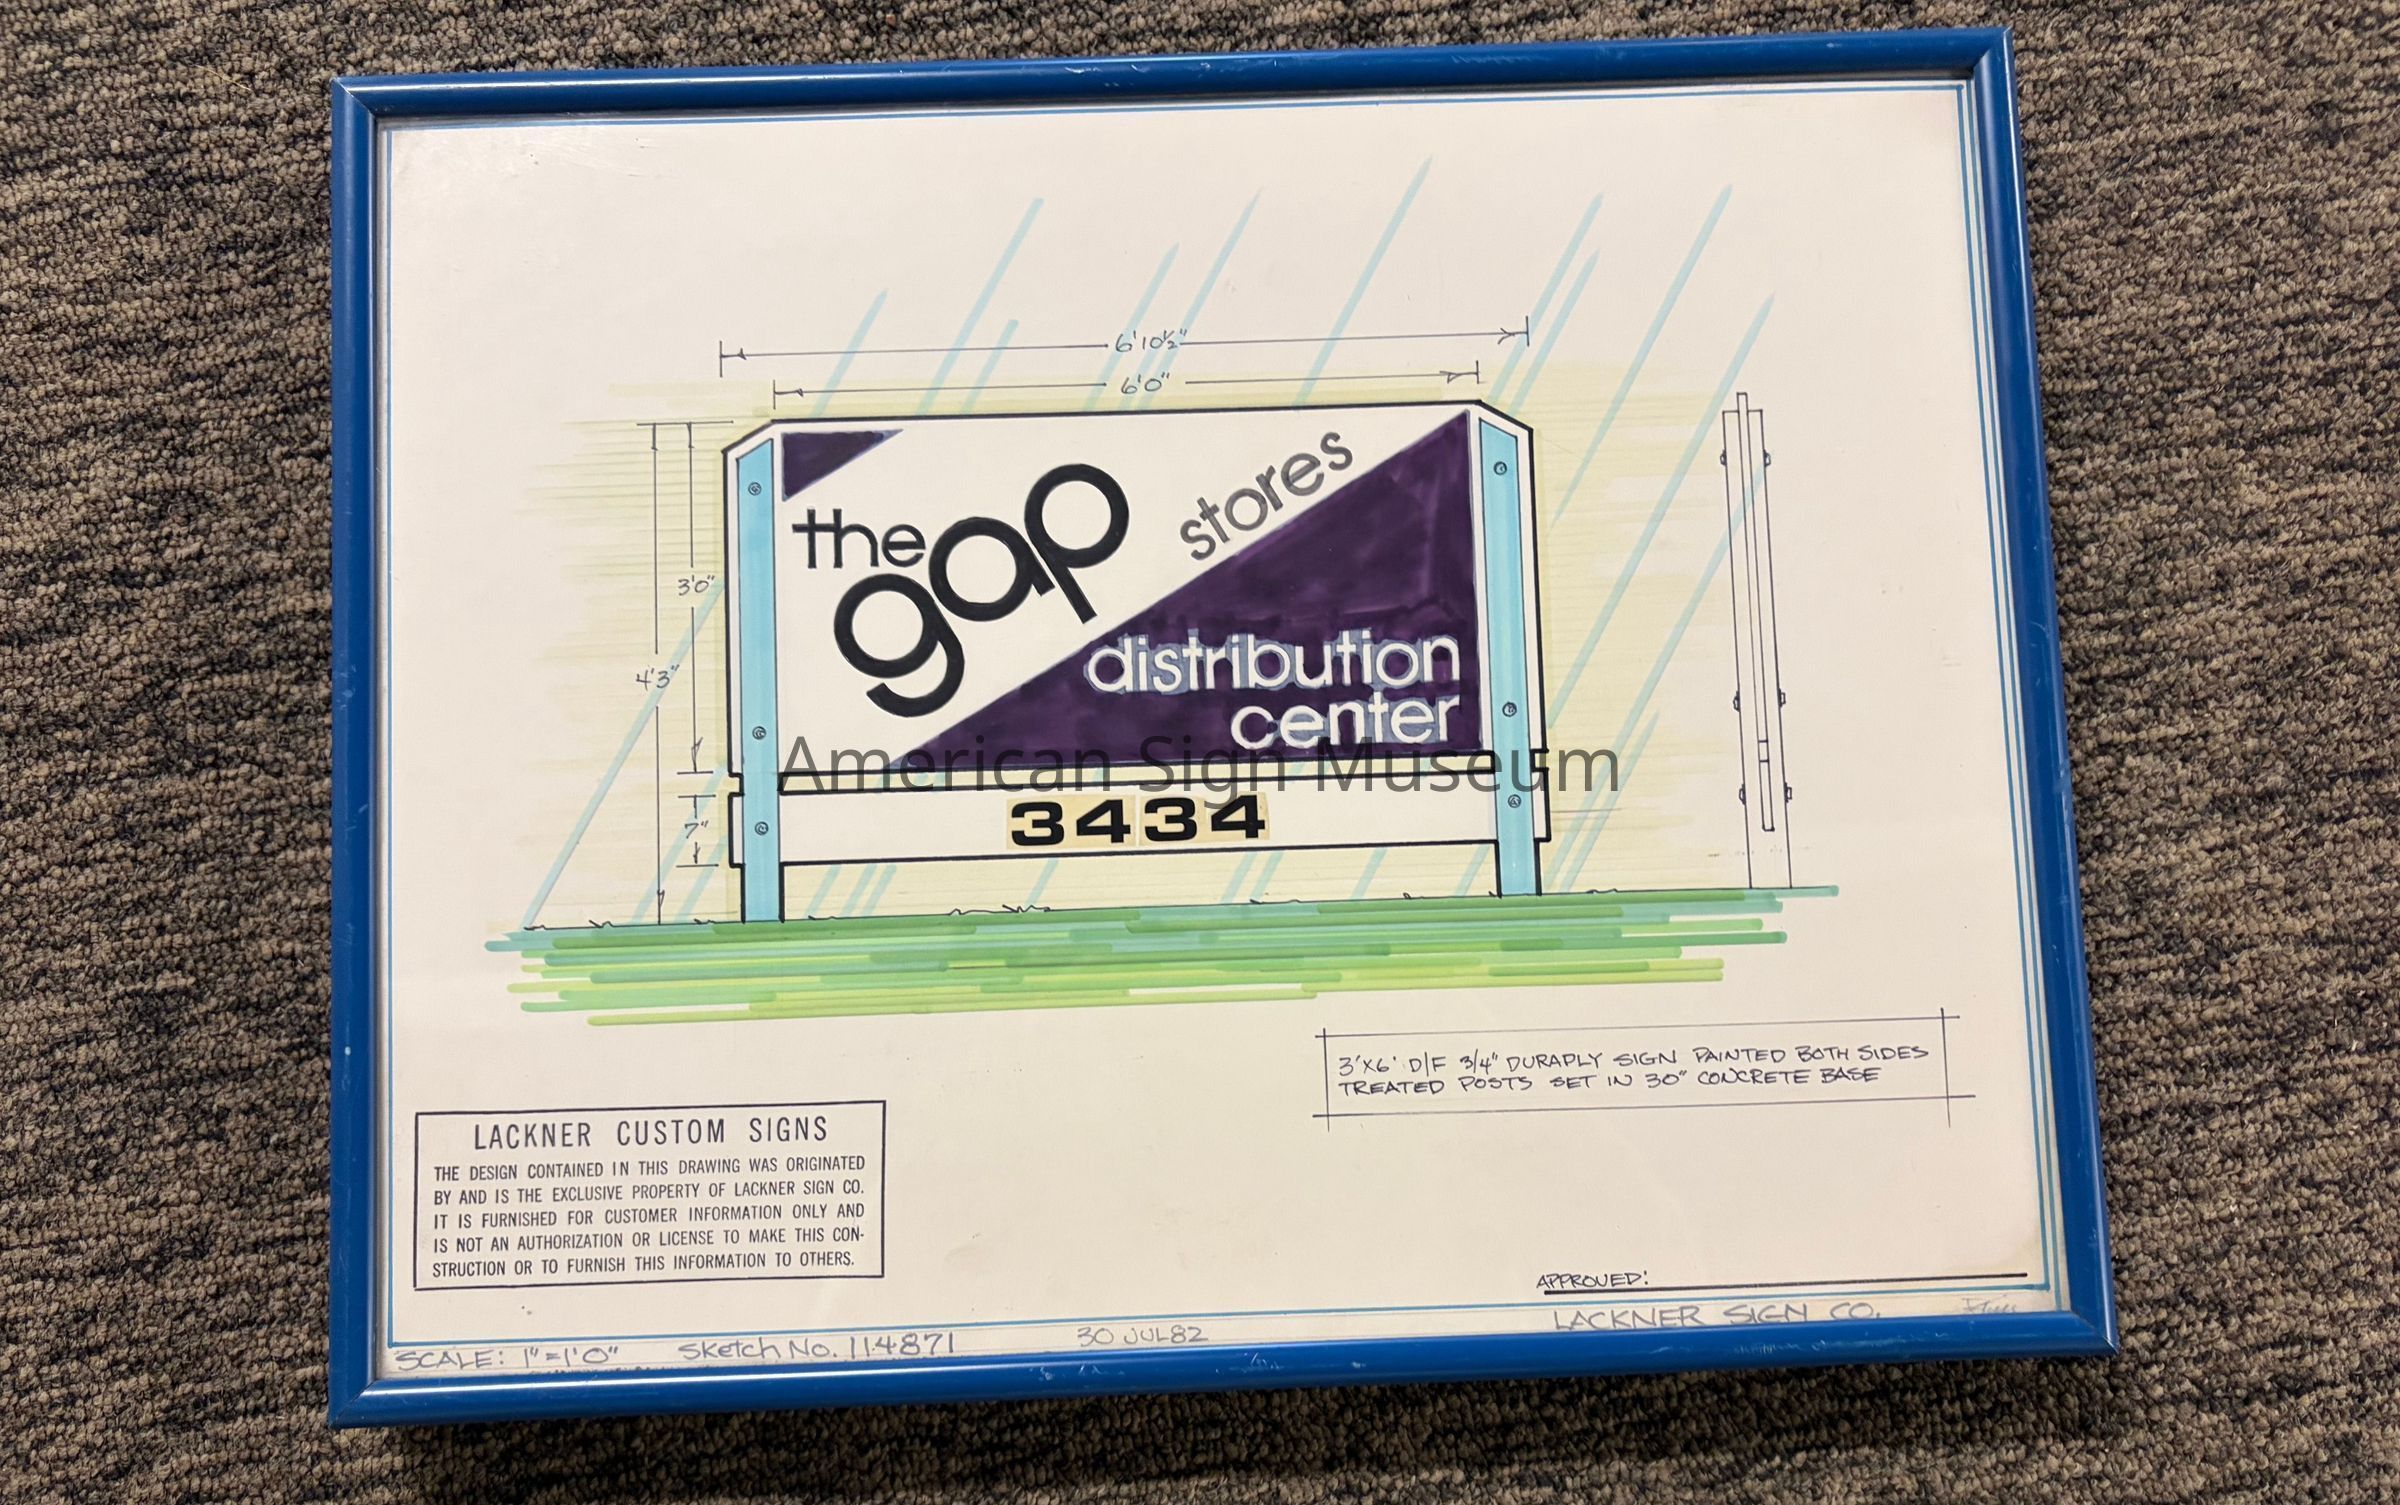 6'10½"
6'0"
the gap stores
3'0"
4'3"
distribution
center
American Sign Museum
7"
3434
3'X6' D/F 3/4" DURAPLY SIGN PAINTED BOTH SIDES
TREATED POSTS SET IN 30" CONCRETE BASE
LACKNER CUSTOM SIGNS
THE DESIGN CONTAINED IN THIS DRAWING WAS ORIGINATED
BY AND IS THE EXCLUSIVE PROPERTY OF LACKNER SIGN CO.
IT IS FURNISHED FOR CUSTOMER INFORMATION ONLY AND
IS NOT AN AUTHORIZATION OR LICENSE TO MAKE THIS CON-
STRUCTION OR TO FURNISH THIS INFORMATION TO OTHERS.
APPROVED:
SCALE: 1"=1'0" Sketch No. 114871 30 JUL82 LACKNER SIGN CO.